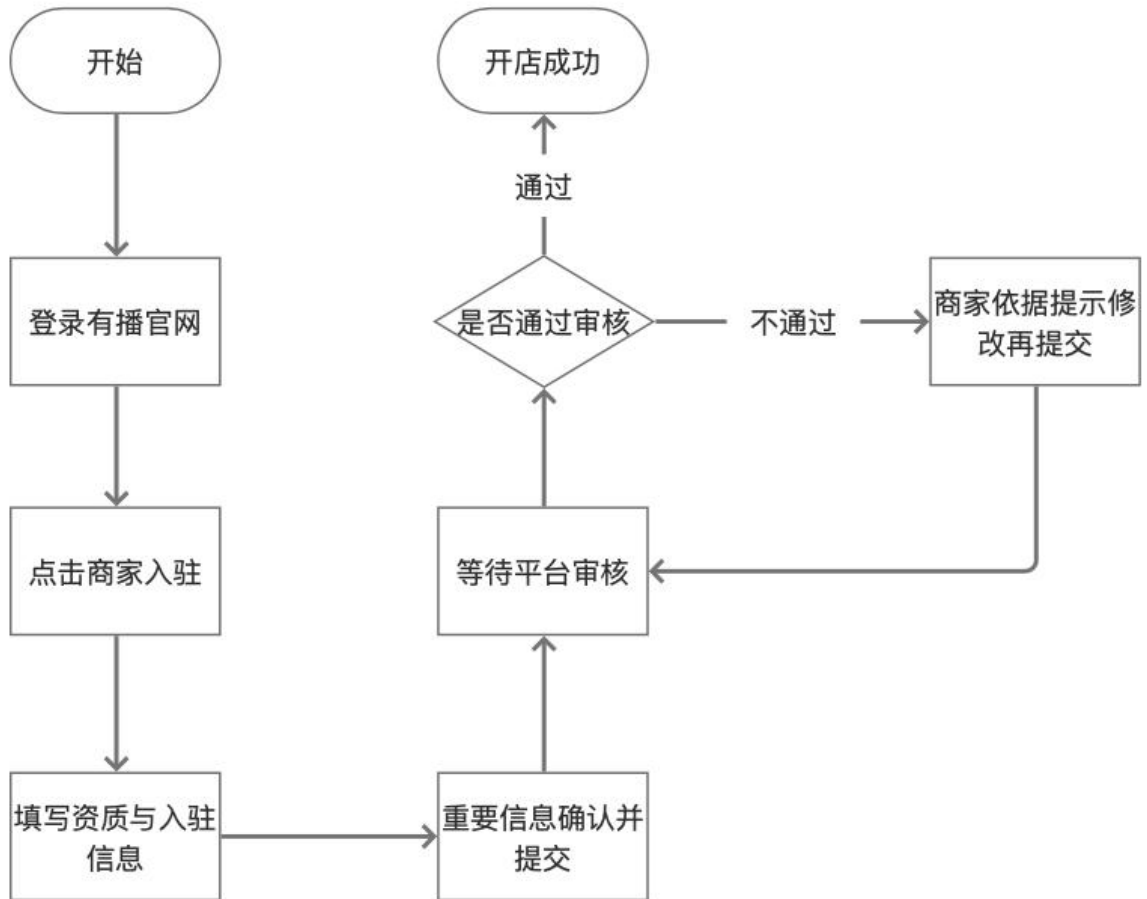 开始
登录有播官网
点击商家入驻
填写资质与入驻
信息
重要信息确认并
提交
等待平台审核
是否通过审核
通过
开店成功
不通过
商家依据提示修
改再提交